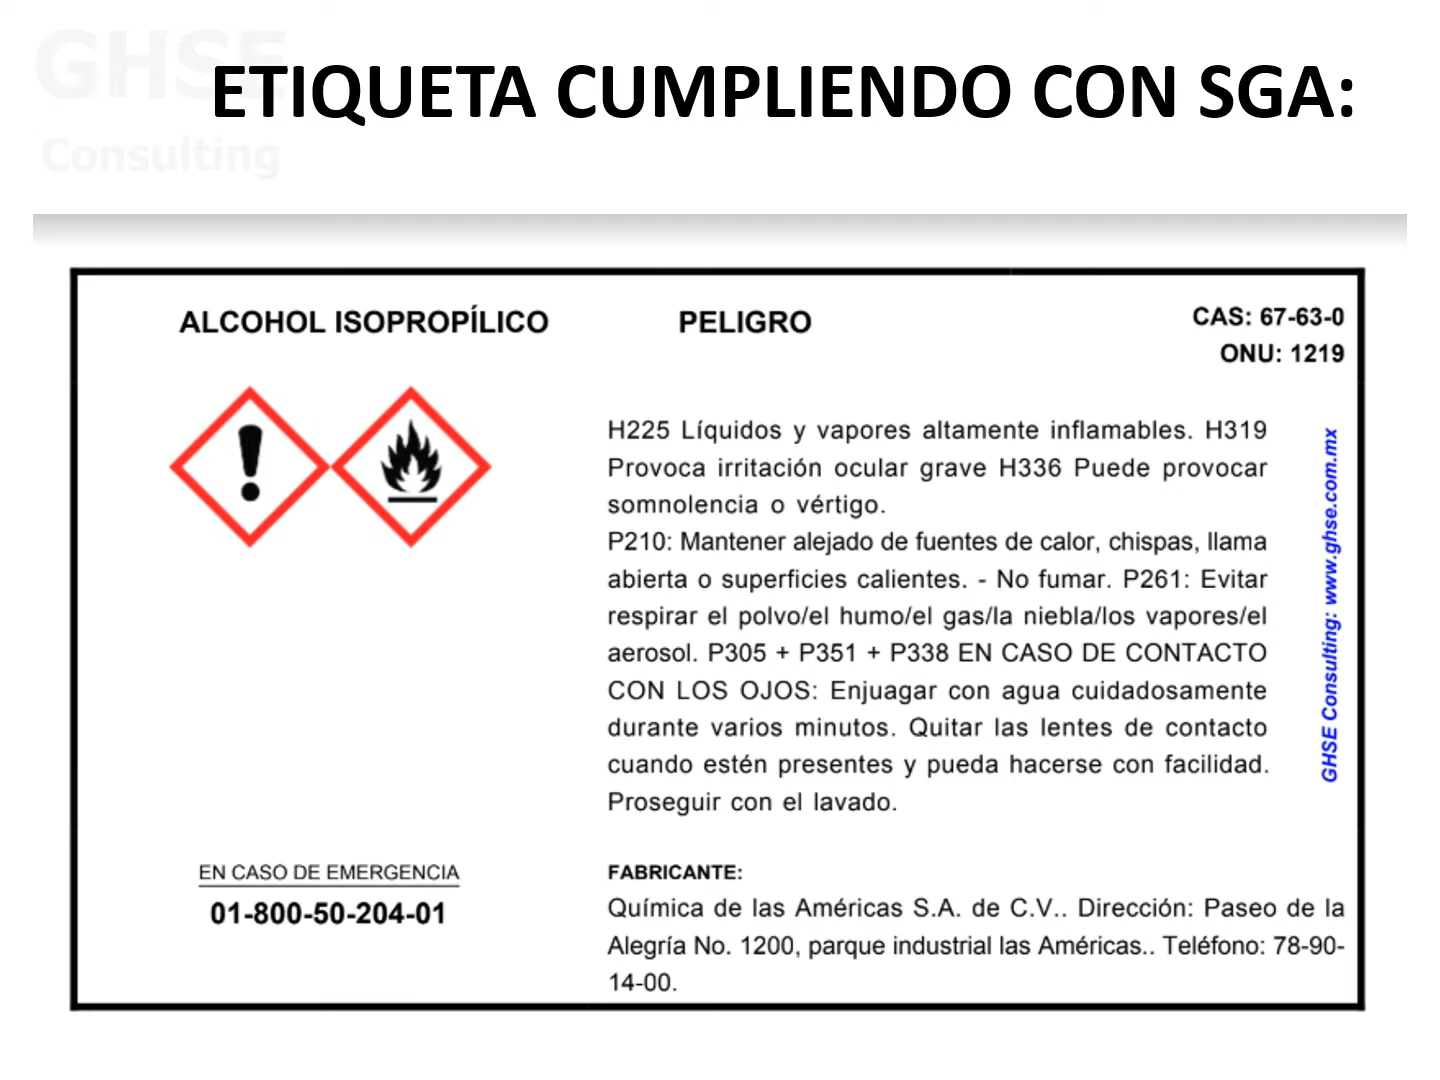 GHSE
Consulting
ETIQUETA CUMPLIENDO CON SGA:
ALCOHOL ISOPROPÍLICO
PELIGRO
CAS: 67-63-0
ONU: 1219
H225 Líquidos y vapores altamente inflamables. H319
Provoca irritación ocular grave H336 Puede provocar
somnolencia o vértigo.
P210: Mantener alejado de fuentes de calor, chispas, llama
abierta o superficies calientes. - No fumar. P261: Evitar
respirar el polvo/el humo/el gas/la niebla/los vapores/el
aerosol. P305 + P351 + P338 EN CASO DE CONTACTO
CON LOS OJOS: Enjuagar con agua cuidadosamente
durante varios minutos. Quitar las lentes de contacto
cuando estén presentes y pueda hacerse con facilidad.
Proseguir con el lavado.
GHSE Consulting: www.ghse.com.mx
EN CASO DE EMERGENCIA
01-800-50-204-01
FABRICANTE:
Química de las Américas S.A. de C.V.. Dirección: Paseo de la
Alegría No. 1200, parque industrial las Américas.. Teléfono: 78-90-
14-00.